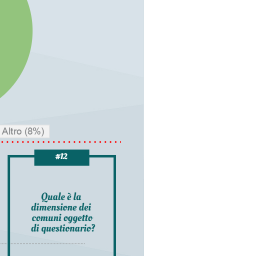 Altro (8%)
#12
Quale è la
dimensione dei
comuni oggetto
di questionario?